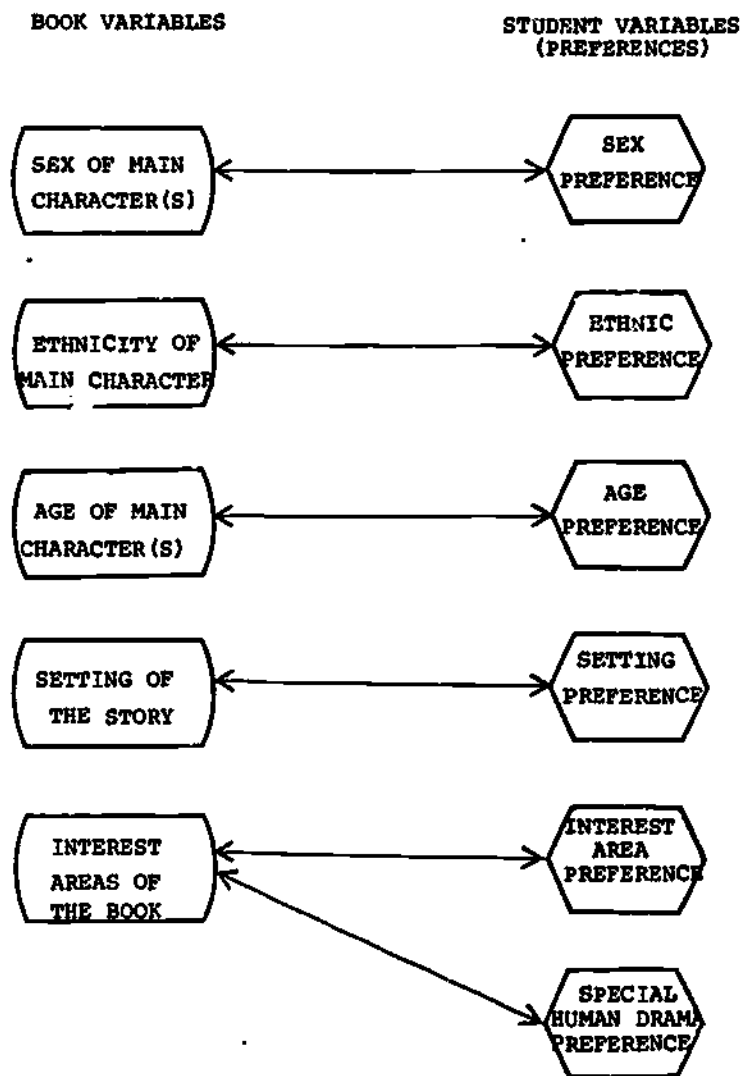 BOOK VARIABLES
STUDENT VARIABLES
(PREFERENCES)
SEX OF MAIN
CHARACTER(S)
SEX
PREFERENCE
ETHNICITY OF
MAIN CHARACTER
ETHNIC
PREFERENCE
AGE OF MAIN
CHARACTER(S)
AGE
PREFERENCE
SETTING OF
THE STORY
SETTING
PREFERENCE
INTEREST
AREAS OF
THE BOOK
INTEREST
AREA
PREFERENCE
SPECIAL
HUMAN DRAMA
PREFERENCE